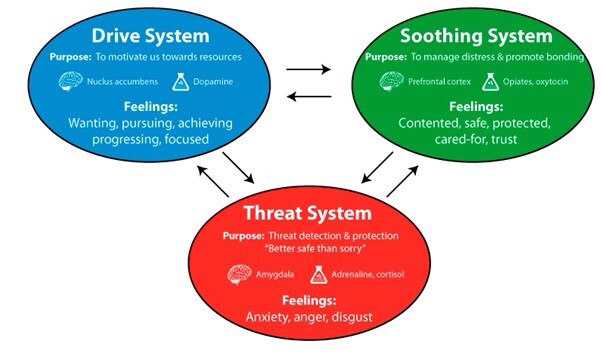 Drive System
Purpose: To motivate us towards resources
Nuclus accumbens
Dopamine
Feelings:
Wanting, pursuing, achieving
progressing, focused
Soothing System
Purpose: To manage distress & promote bonding
Prefrontal cortex
Opiates, oxytocin
Feelings:
Contented, safe, protected,
cared-for, trust
Threat System
Purpose: Threat detection & protection
"Better safe than sorry"
Amygdala
Adrenaline, cortisol
Feelings:
Anxiety, anger, disgust